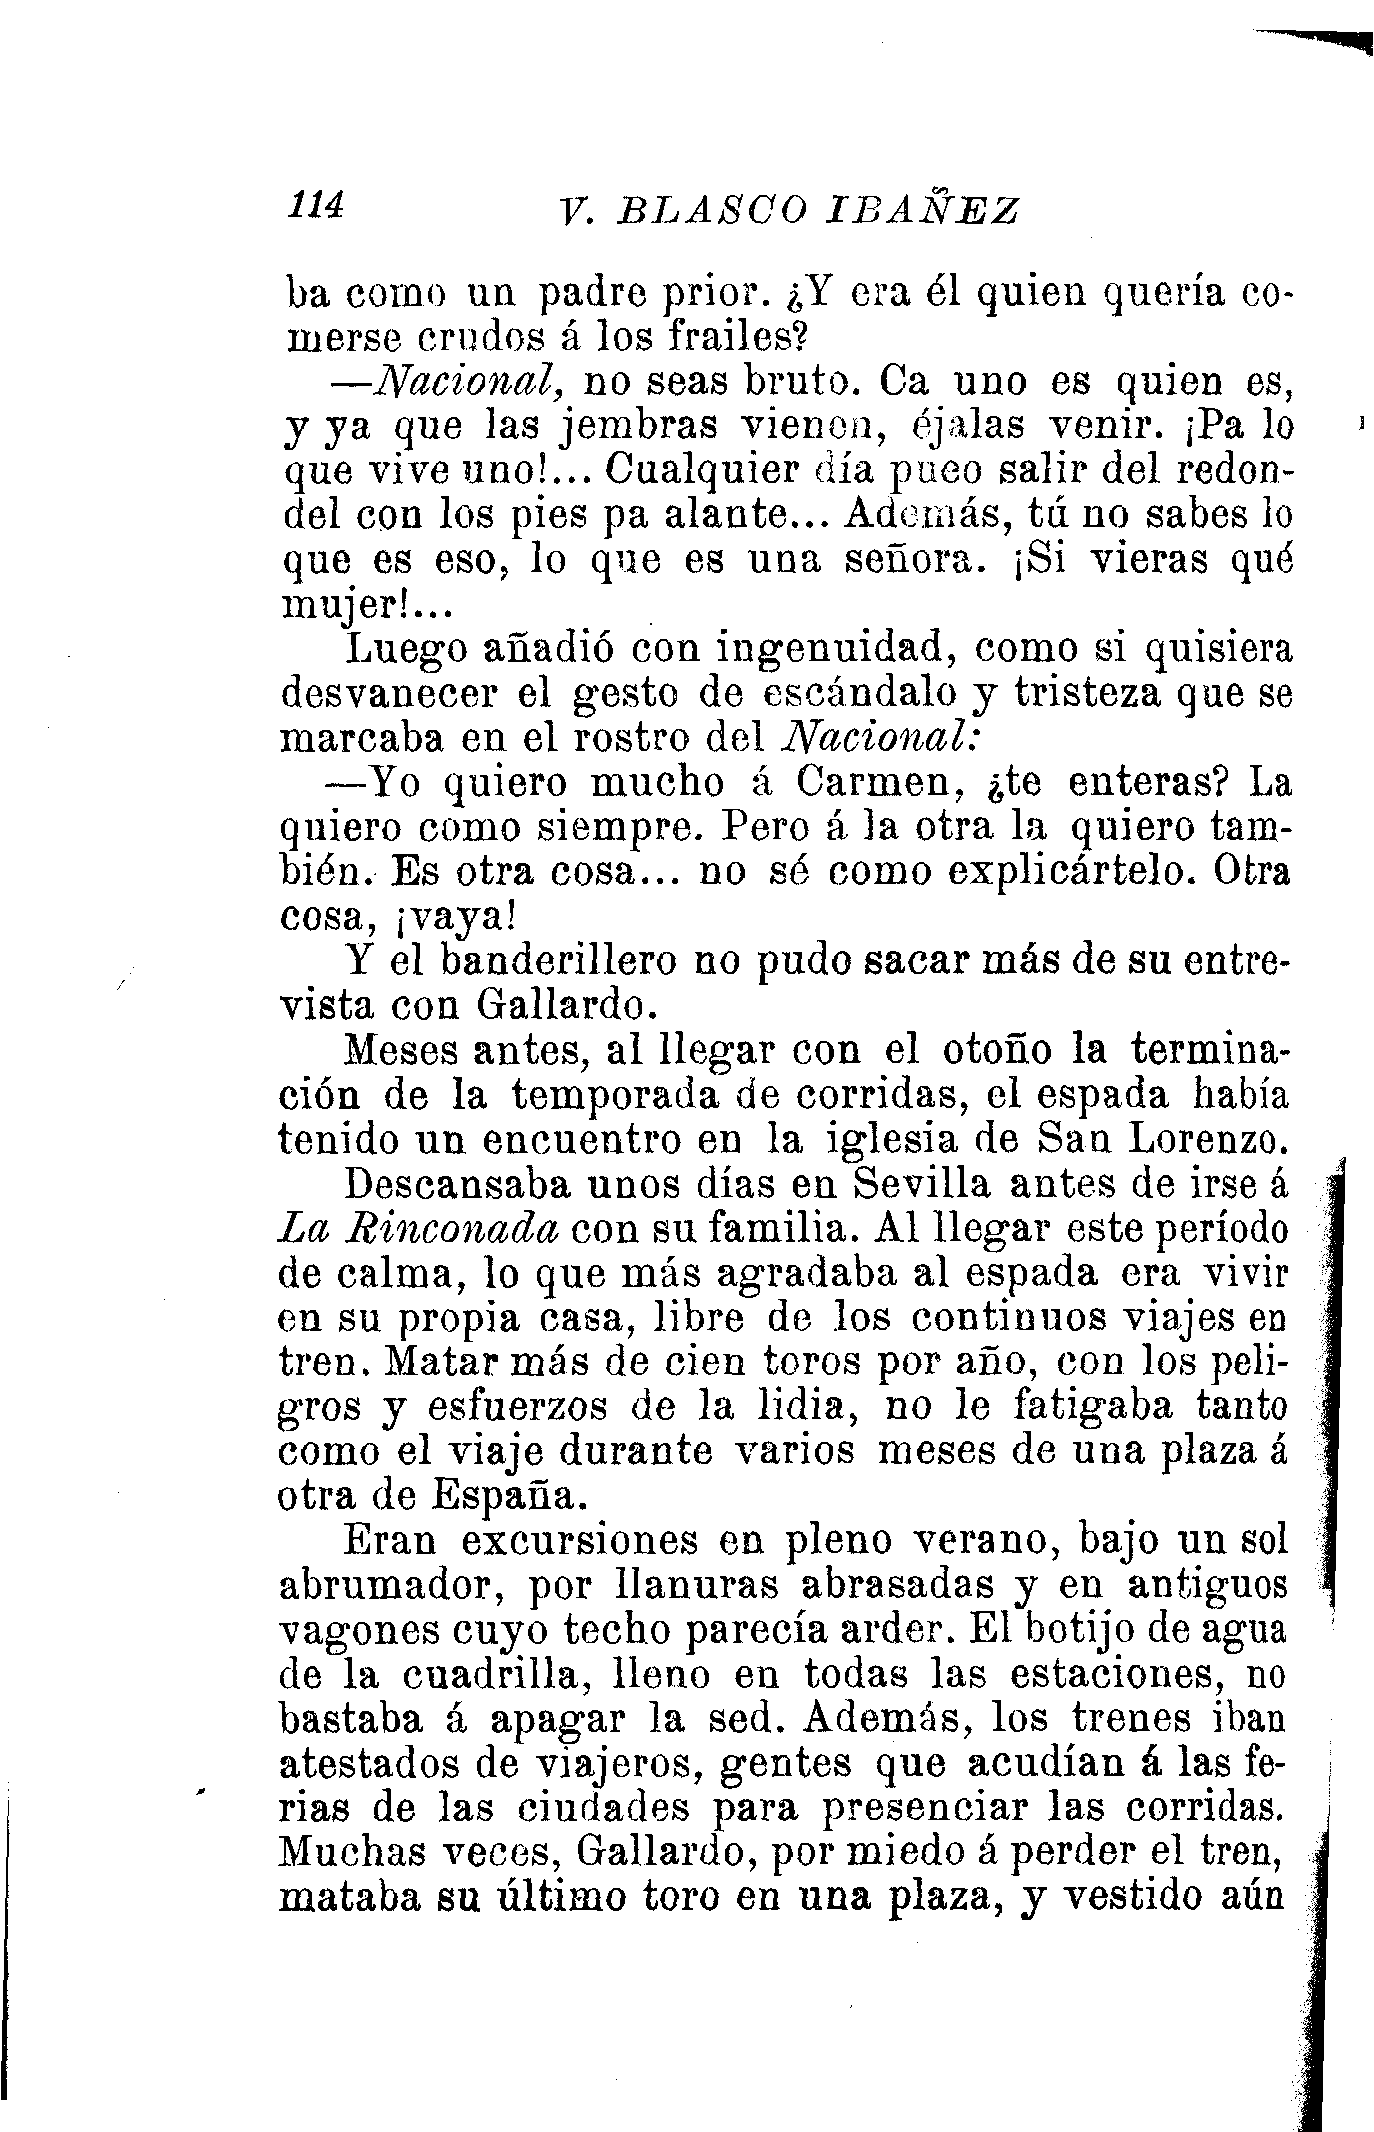 114 V. BLASCO IBAÑEZ
ba como un padre prior. ¿Y era él quien quería co-
merse crudos á los frailes?
—Nacional, no seas bruto. Ca uno es quien es,
y ya que las jembras vienen, éjalas venir. ¡Pa lo
que vive uno!... Cualquier día pueo salir del redon-
del con los pies pa alante... Además, tú no sabes lo
que es eso, lo que es una señora. ¡Si vieras qué
mujer!...
Luego añadió con ingenuidad, como si quisiera
desvanecer el gesto de escándalo y tristeza que se
marcaba en el rostro del Nacional:
—Yo quiero mucho á Carmen, ¿te enteras? La
quiero como siempre. Pero á la otra la quiero tam-
bién. Es otra cosa... no sé como explicártelo. Otra
cosa, ¡vaya!
Y el banderillero no pudo sacar más de su entre-
vista con Gallardo.
Meses antes, al llegar con el otoño la termina-
ción de la temporada de corridas, el espada había
tenido un encuentro en la iglesia de San Lorenzo.
Descansaba unos días en Sevilla antes de irse á
La Rinconada con su familia. Al llegar este período
de calma, lo que más agradaba al espada era vivir
en su propia casa, libre de los continuos viajes en
tren. Matar más de cien toros por año, con los peli-
gros y esfuerzos de la lidia, no le fatigaba tanto
como el viaje durante varios meses de una plaza á
otra de España.
Eran excursiones en pleno verano, bajo un sol
abrumador, por llanuras abrasadas y en antiguos
vagones cuyo techo parecía arder. El botijo de agua
de la cuadrilla, lleno en todas las estaciones, no
bastaba á apagar la sed. Además, los trenes iban
atestados de viajeros, gentes que acudían á las fe-
rias de las ciudades para presenciar las corridas.
Muchas veces, Gallardo, por miedo á perder el tren,
mataba su último toro en una plaza, y vestido aún